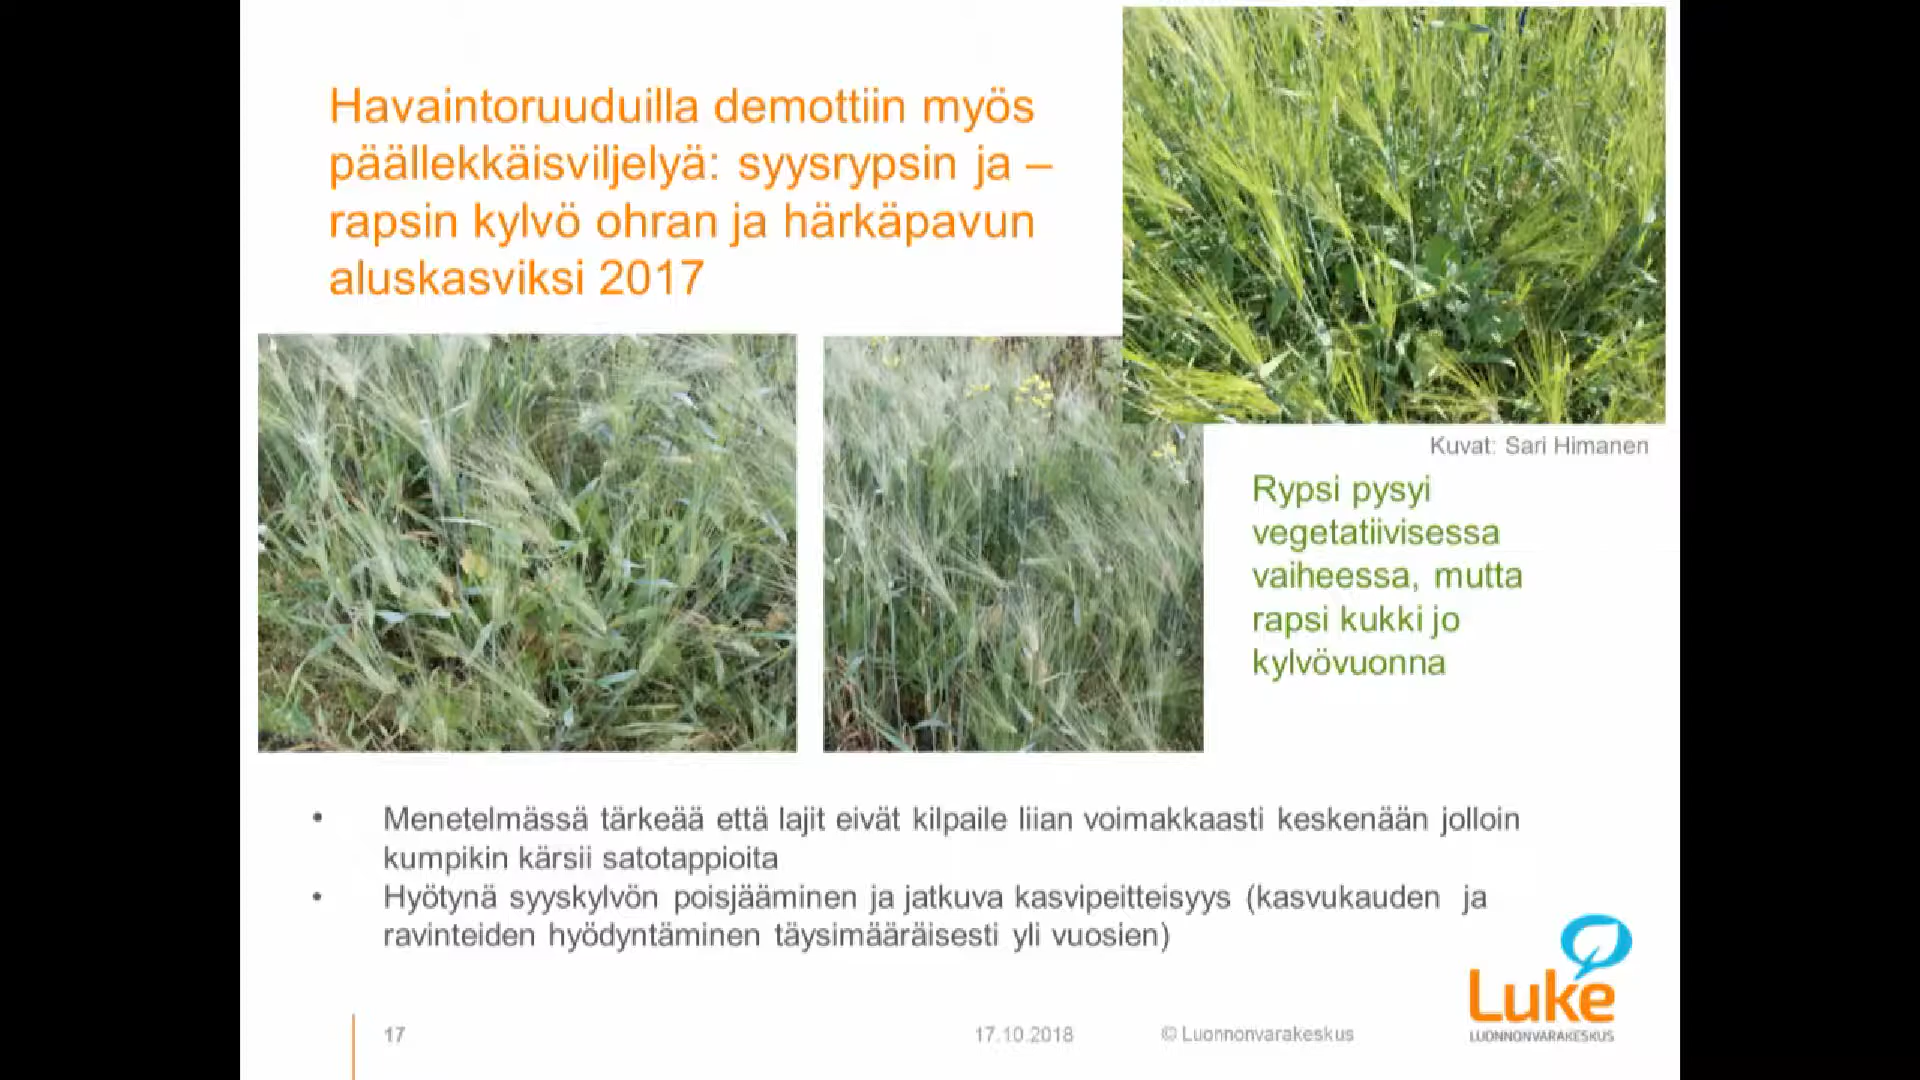 Havaintoruuduilla demottiin myös
päällekkäisviljelyä: syysrypsin ja –
rapsin kylvö ohran ja härkäpavun
aluskasviksi 2017
Kuvat: Sari Himanen
Rypsi pysyi
vegetatiivisessa
vaiheessa, mutta
rapsi kukki jo
kylvövuonna
• Menetelmässä tärkeää että lajit eivät kilpaile liian voimakkaasti keskenään jolloin
kumpikin kärsii satotappioita
• Hyötynä syyskylvön poisjääminen ja jatkuva kasvipeitteisyys (kasvukauden ja
ravinteiden hyödyntäminen täysimääräisesti yli vuosien)
Luke
LUONNONVARAKESKUS
17 17.10.2018 © Luonnonvarakeskus